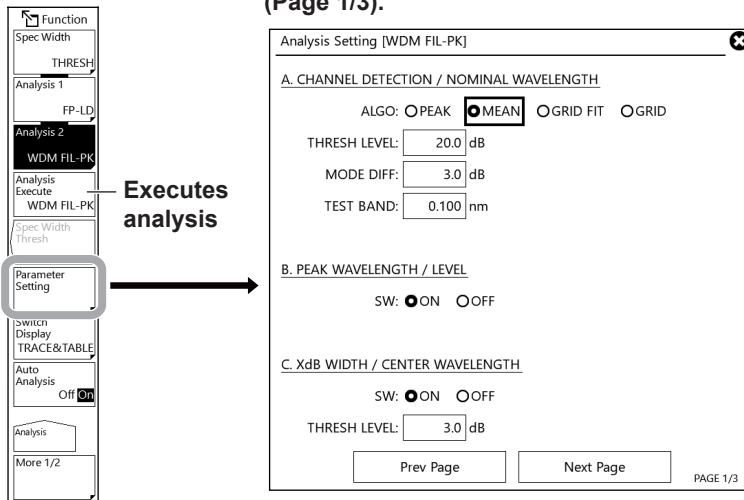 (Page 1/3).
Function
Spec Width
THRESH
Analysis 1
FP-LD
Analysis 2
WDM FIL-PK
Analysis
Execute
WDM FIL-PK
Spec Width
Thresh
Parameter
Setting
Switch
Display
TRACE&TABLE
Auto
Analysis
Off On
Analysis
More 1/2
Executes
analysis
Analysis Setting [WDM FIL-PK]
A. CHANNEL DETECTION / NOMINAL WAVELENGTH
ALGO: PEAK MEAN GRID FIT GRID
THRESH LEVEL: 20.0 dB
MODE DIFF: 3.0 dB
TEST BAND: 0.100 nm
B. PEAK WAVELENGTH / LEVEL
SW: ON OFF
C. XdB WIDTH / CENTER WAVELENGTH
SW: ON OFF
THRESH LEVEL: 3.0 dB
Prev Page Next Page
PAGE 1/3